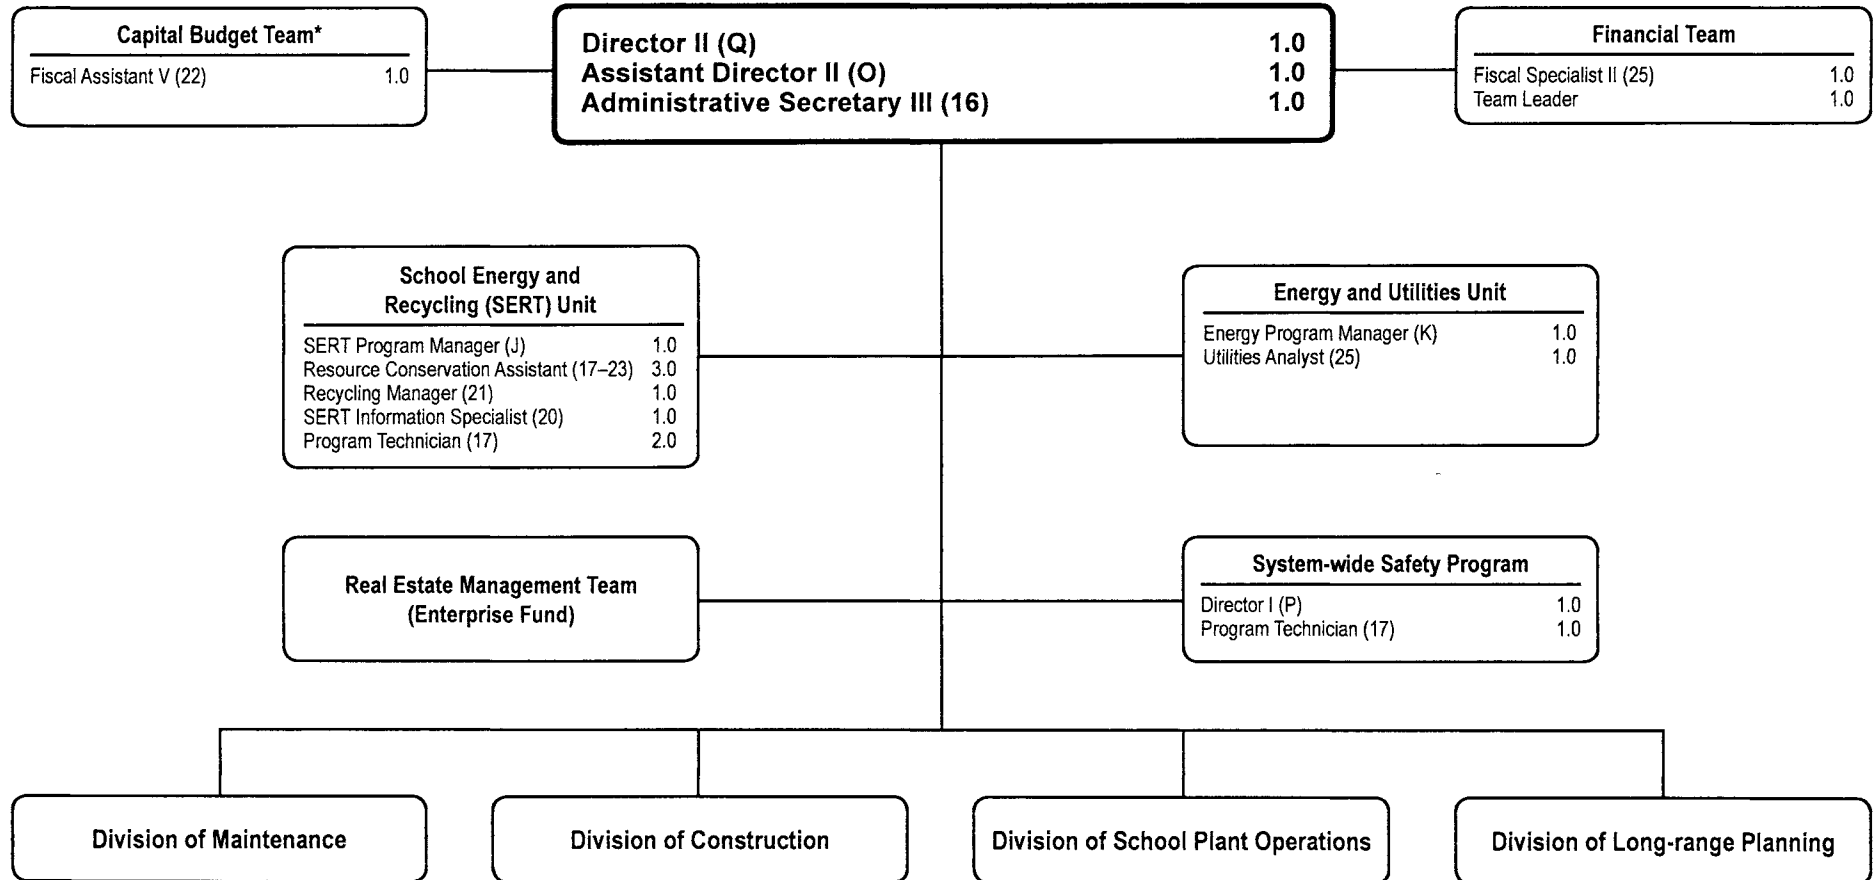 Capital Budget Team*
Fiscal Assistant V (22) 1.0
Director II (Q) 1.0
Assistant Director II (O) 1.0
Administrative Secretary III (16) 1.0
Financial Team
Fiscal Specialist II (25) 1.0
Team Leader 1.0
School Energy and
Recycling (SERT) Unit
SERT Program Manager (J) 1.0
Resource Conservation Assistant (17–23) 3.0
Recycling Manager (21) 1.0
SERT Information Specialist (20) 1.0
Program Technician (17) 2.0
Energy and Utilities Unit
Energy Program Manager (K) 1.0
Utilities Analyst (25) 1.0
Real Estate Management Team
(Enterprise Fund)
System-wide Safety Program
Director I (P) 1.0
Program Technician (17) 1.0
Division of Maintenance
Division of Construction
Division of School Plant Operations
Division of Long-range Planning